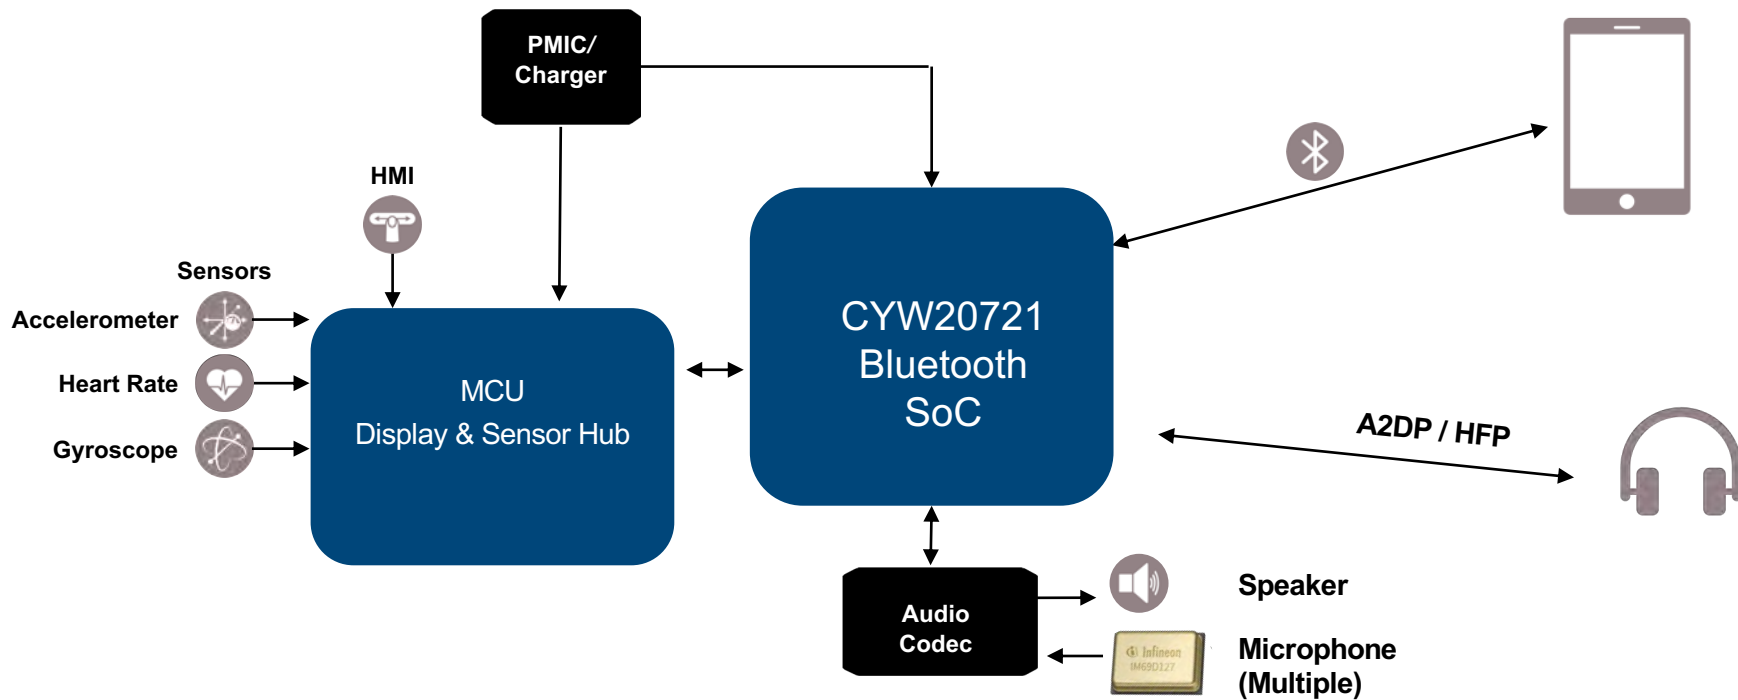 PMIC/
Charger
HMI
Sensors
Accelerometer
Heart Rate
Gyroscope
MCU
Display & Sensor Hub
CYW20721
Bluetooth
SoC
A2DP / HFP
Audio
Codec
Speaker
Infineon
IM69D127
Microphone
(Multiple)